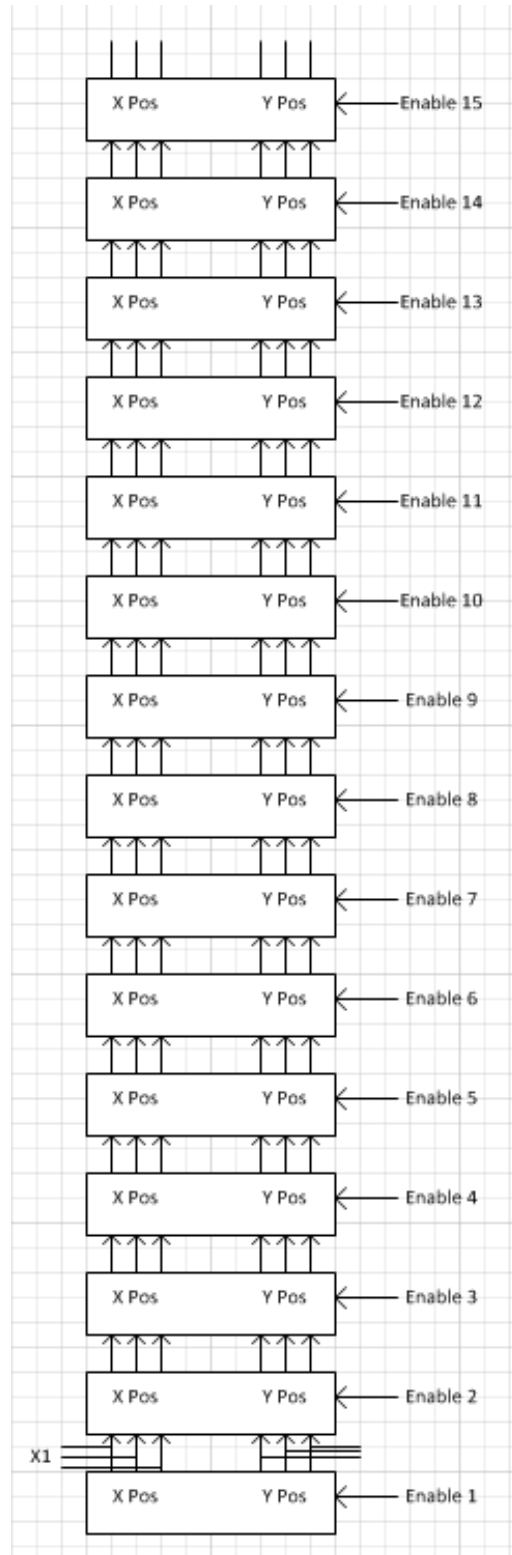 X Pos Y Pos Enable 15
X Pos Y Pos Enable 14
X Pos Y Pos Enable 13
X Pos Y Pos Enable 12
X Pos Y Pos Enable 11
X Pos Y Pos Enable 10
X Pos Y Pos Enable 9
X Pos Y Pos Enable 8
X Pos Y Pos Enable 7
X Pos Y Pos Enable 6
X Pos Y Pos Enable 5
X Pos Y Pos Enable 4
X Pos Y Pos Enable 3
X Pos Y Pos Enable 2
X1
X Pos Y Pos Enable 1